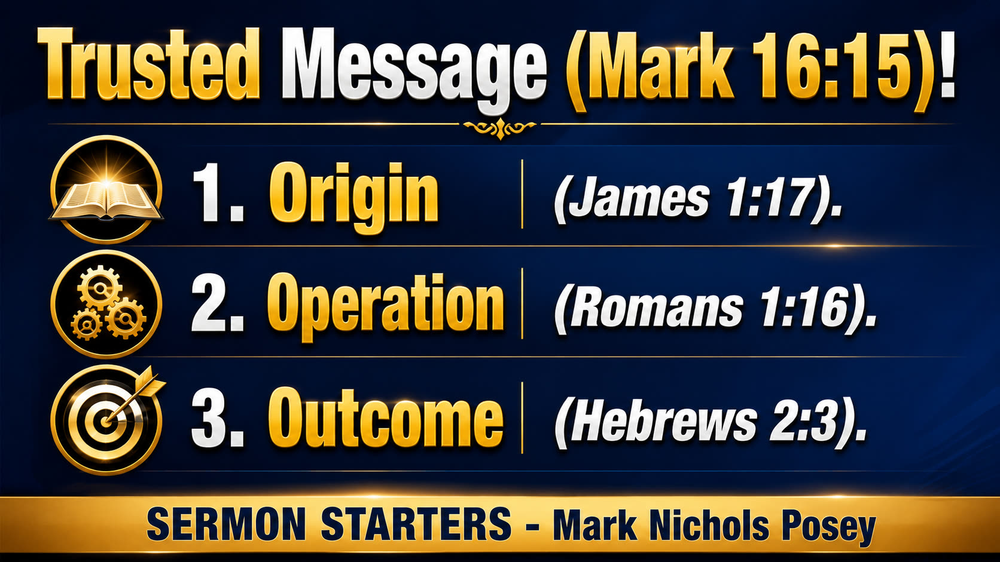 Trusted Message (Mark 16:15)!
1. Origin (James 1:17).
2. Operation (Romans 1:16).
3. Outcome (Hebrews 2:3).
SERMON STARTERS - Mark Nichols Posey